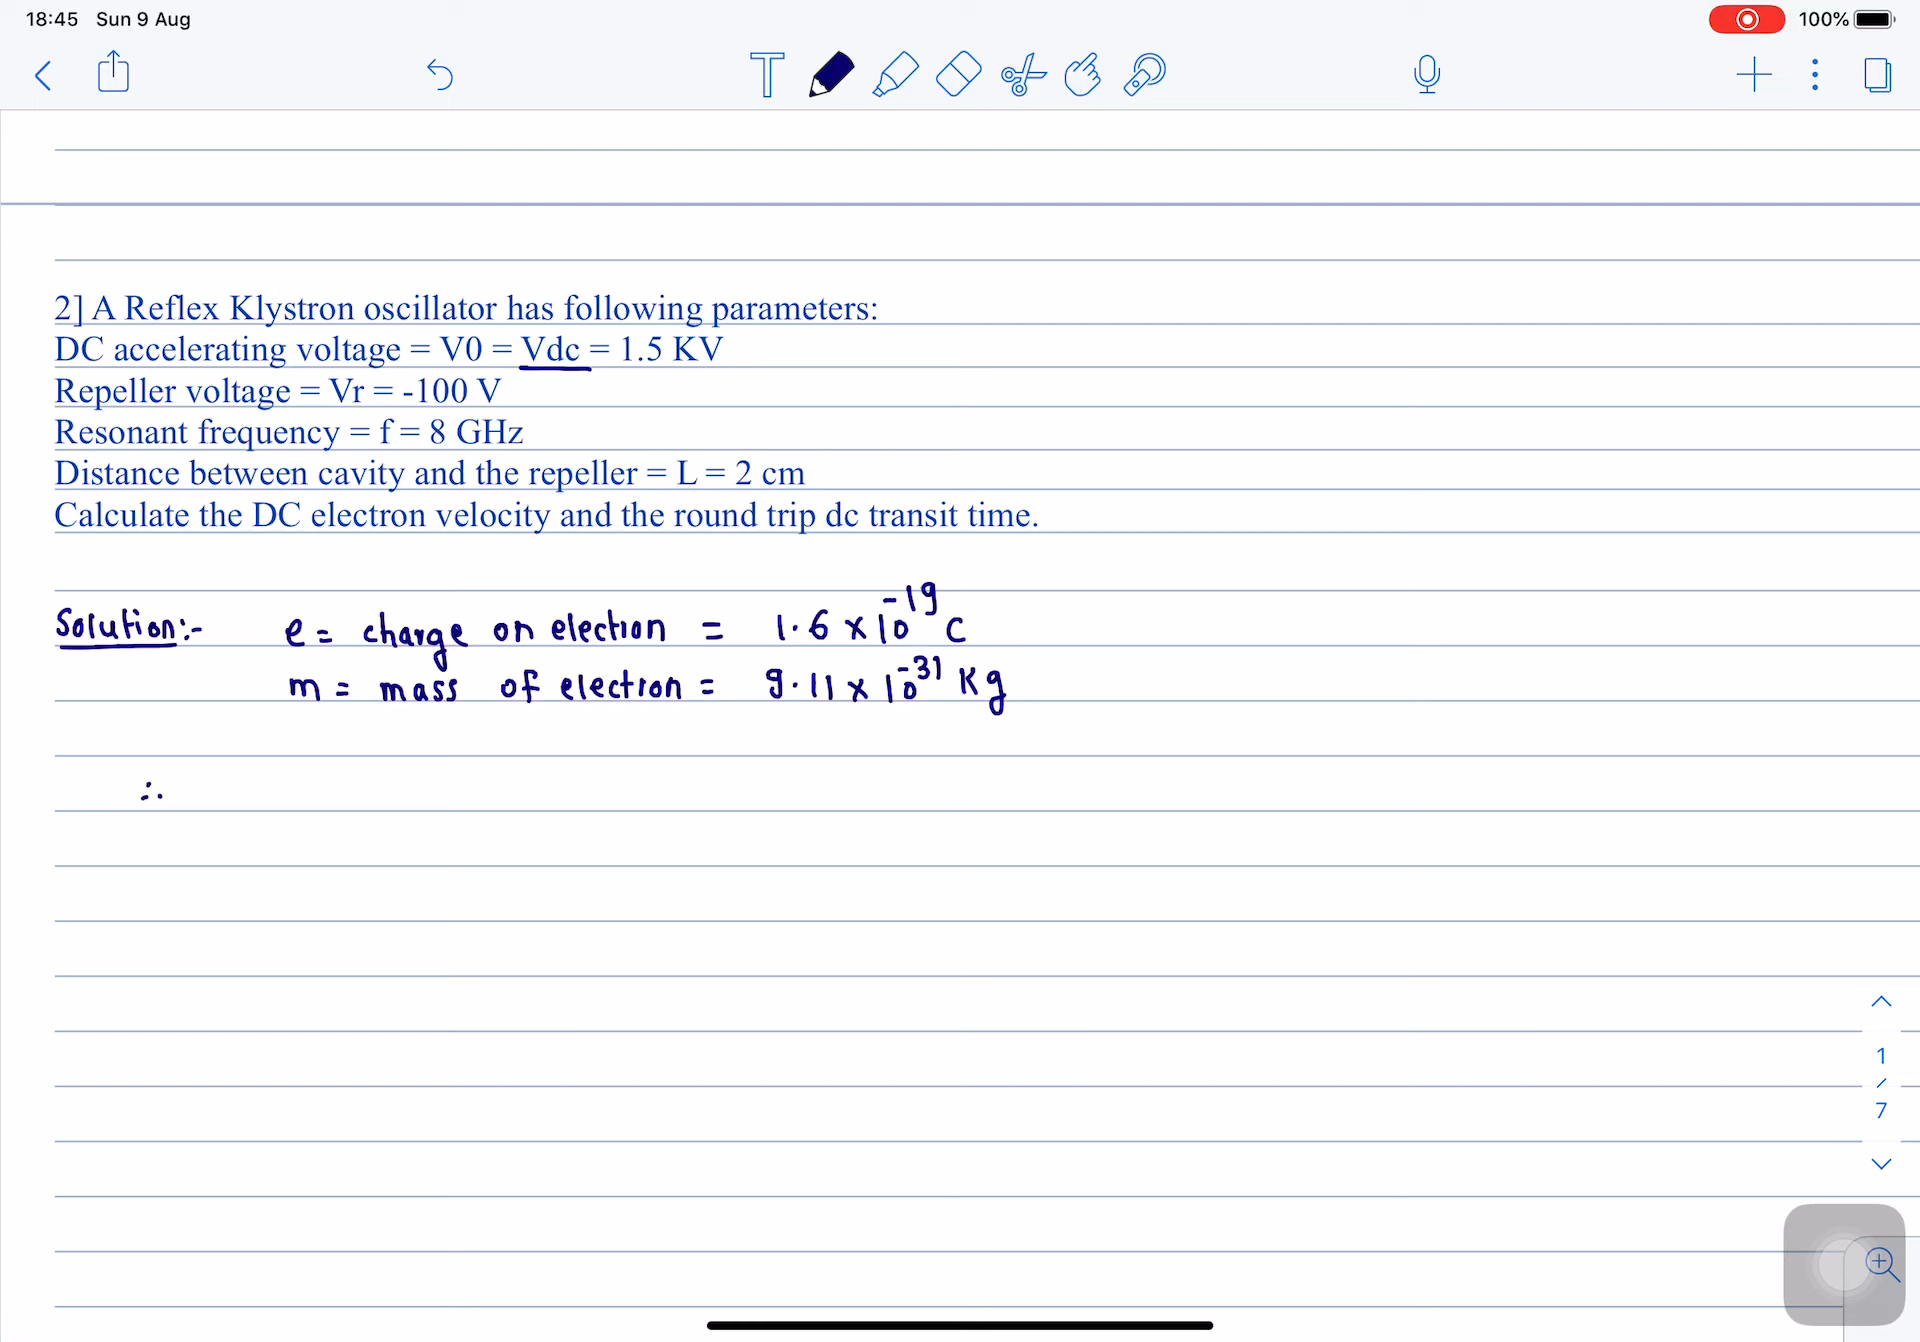 18:45 Sun 9 Aug
100%
T
2] A Reflex Klystron oscillator has following parameters:
DC accelerating voltage = V0 = Vdc = 1.5 KV
Repeller voltage = Vr = -100 V
Resonant frequency = f = 8 GHz
Distance between cavity and the repeller = L = 2 cm
Calculate the DC electron velocity and the round trip dc transit time.
Solution:- e = charge on electron = 1.6 × 10⁻¹⁹ C
m = mass of electron = 9.11 × 10⁻³¹ Kg
∴
1
/
7